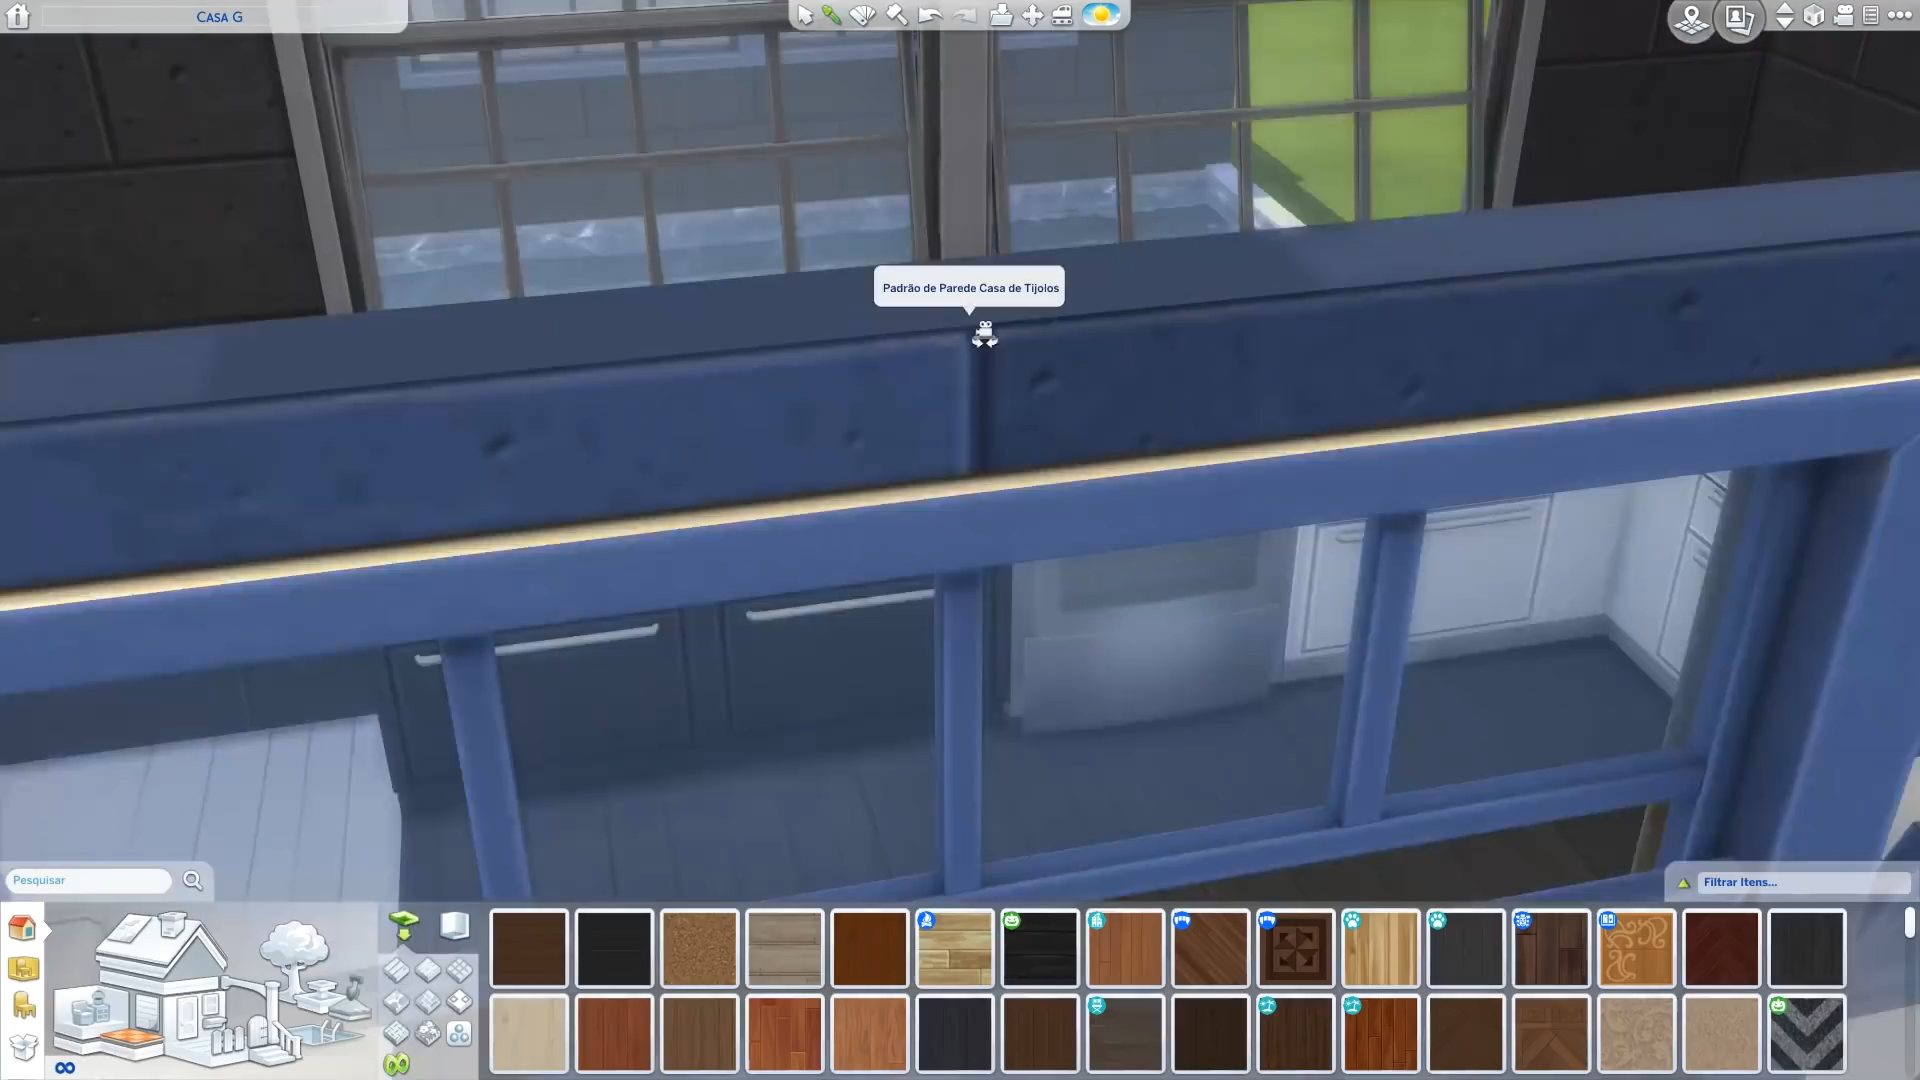 Casa G
Padrão de Parede Casa de Tijolos
Pesquisar
Filtrar Itens...